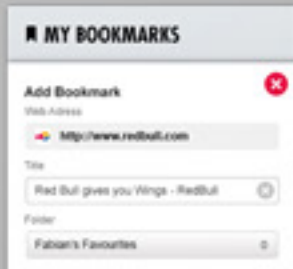 MY BOOKMARKS
Add Bookmark
Web Adress
http://www.redbull.com
Title
Red Bull gives you Wings - RedBull
Folder
Fabian's Favourites